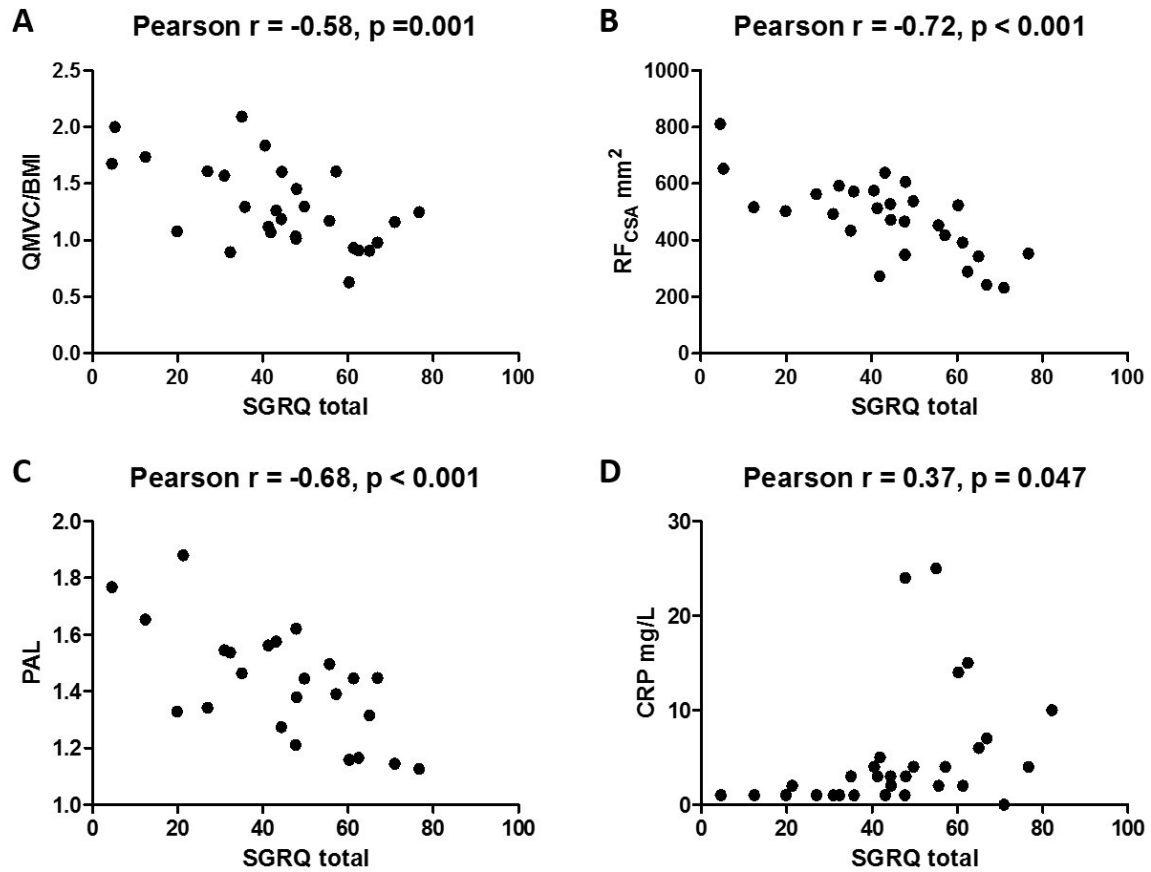 A
Pearson r = -0.58, p =0.001
2.5
2.0
1.5
1.0
0.5
0.0
QMVC/BMI
0 20 40 60 80 100
SGRQ total
B
Pearson r = -0.72, p < 0.001
1000
800
600
400
200
0
RFCSA mm2
0 20 40 60 80 100
SGRQ total
C
Pearson r = -0.68, p < 0.001
2.0
1.8
1.6
1.4
1.2
1.0
PAL
0 20 40 60 80 100
SGRQ total
D
Pearson r = 0.37, p = 0.047
30
20
10
0
CRP mg/L
0 20 40 60 80 100
SGRQ total